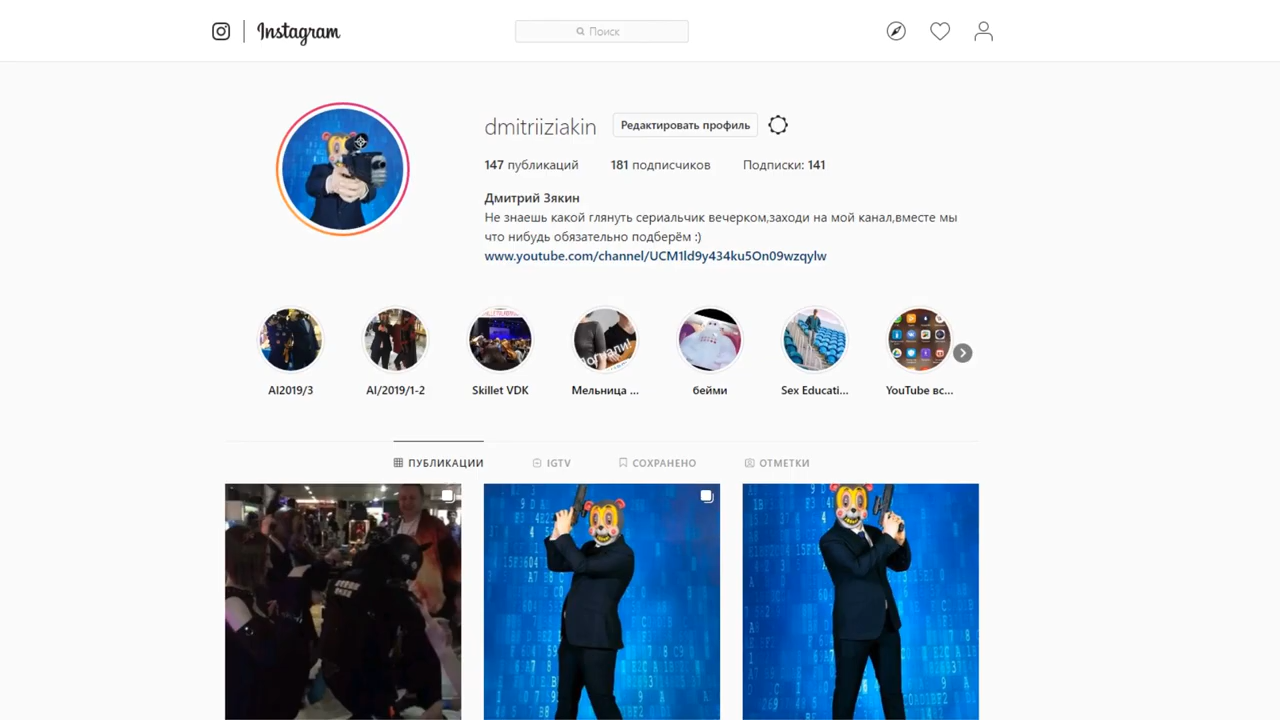 Instagram
Поиск
dmitriiziakin
Редактировать профиль
147 публикаций
181 подписчиков
Подписки: 141
Дмитрий Зякин
Не знаешь какой глянуть сериальчик вечерком,заходи на мой канал,вместе мы
что нибудь обязательно подберём :)
www.youtube.com/channel/UCM1ld9y434ku5On09wzqylw
Догнали!
AI2019/3
AI/2019/1-2
Skillet VDK
Мельница ...
бейми
Sex Educati...
YouTube вс...
ПУБЛИКАЦИИ
IGTV
СОХРАНЕНО
ОТМЕТКИ